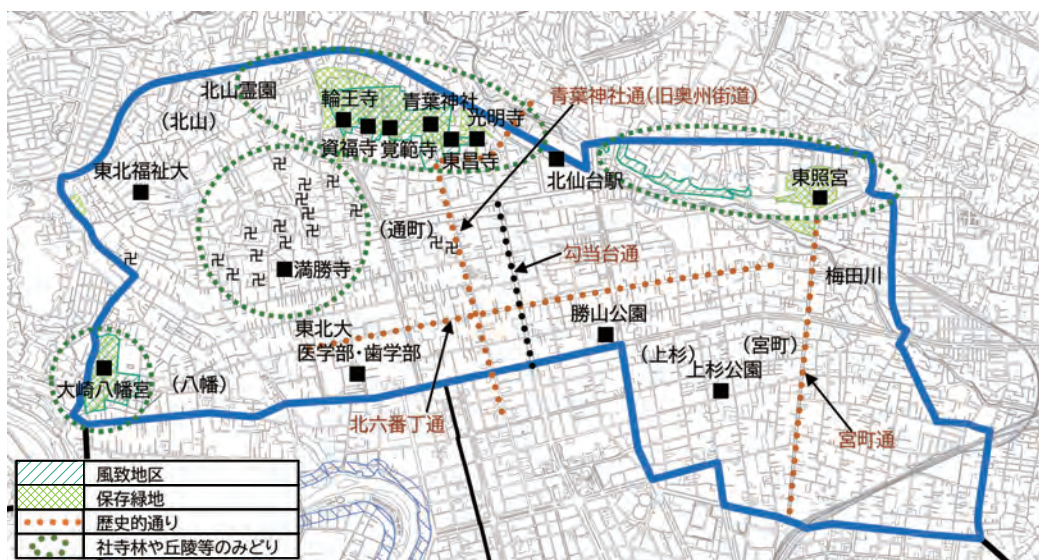 北山霊園
(北山)
輪王寺
青葉神社
光明寺
資福寺
覚範寺
東昌寺
青葉神社通(旧奥州街道)
北仙台駅
東照宮
東北福祉大
(通町)
勾当台通
満勝寺
梅田川
東北大
医学部・歯学部
勝山公園
(上杉)
上杉公園
(宮町)
大崎八幡宮
(八幡)
北六番丁通
宮町通
風致地区
保存緑地
歴史的通り
社寺林や丘陵等のみどり